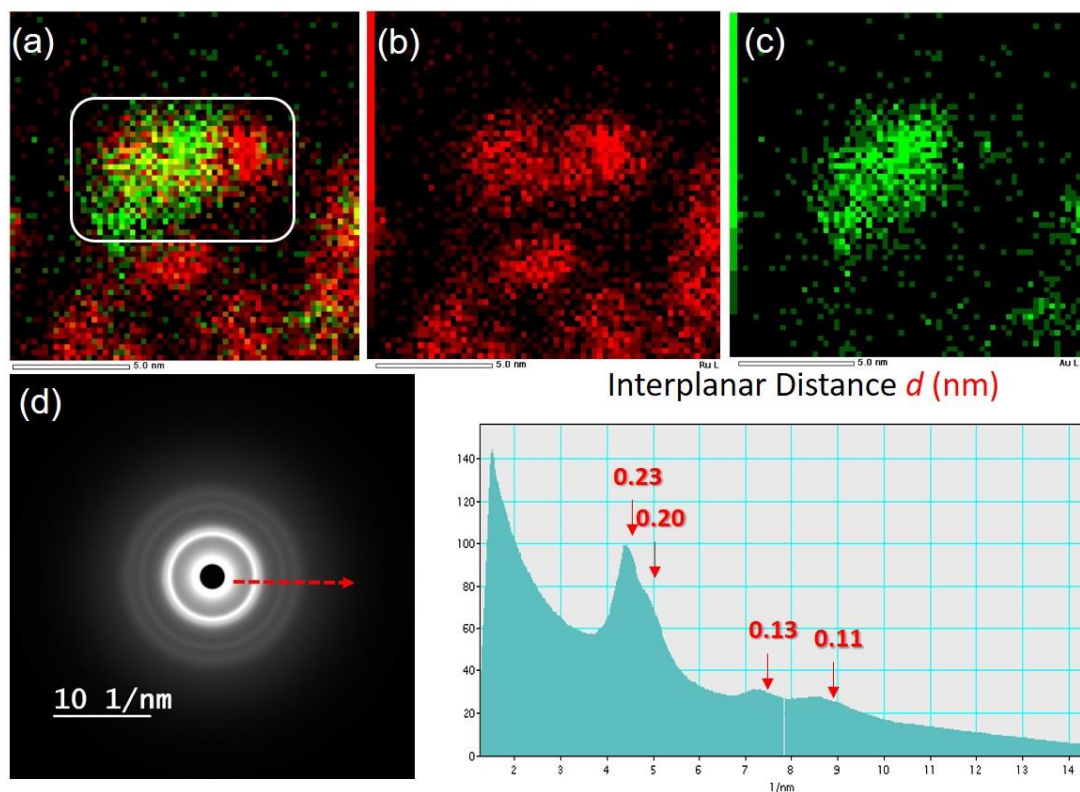 (a)
(b)
(c)
5.0 nm
5.0 nm
Ru L
5.0 nm
Au L
(d)
10 1/nm
Interplanar Distance d (nm)
140
120
100
80
60
40
20
0
0.23
0.20
0.13
0.11
2 3 4 5 6 7 8 9 10 11 12 13 14
1/nm